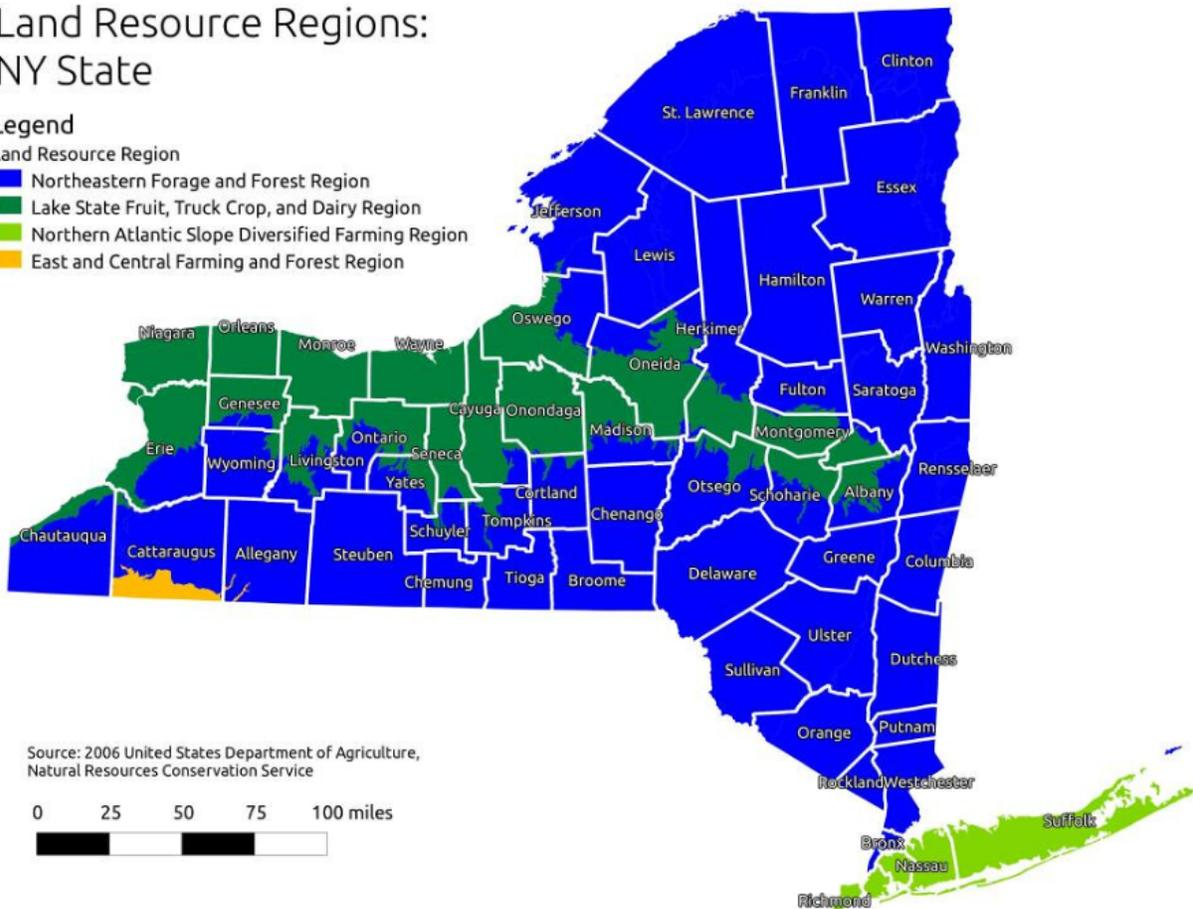 Land Resource Regions:
NY State
Legend
Land Resource Region
Northeastern Forage and Forest Region
Lake State Fruit, Truck Crop, and Dairy Region
Northern Atlantic Slope Diversified Farming Region
East and Central Farming and Forest Region
Clinton
Franklin
St. Lawrence
Essex
Jefferson
Lewis
Hamilton
Warren
Oswego
Herkimer
Niagara
Orleans
Monroe
Wayne
Washington
Oneida
Fulton
Saratoga
Genesee
Cayuga
Onondaga
Madison
Montgomery
Ontario
Erie
Seneca
Wyoming
Livingston
Rensselaer
Yates
Otsego
Schoharie
Albany
Cortland
Chenango
Tompkins
Schuyler
Chautauqua
Cattaraugus
Allegany
Steuben
Greene
Columbia
Chemung
Tioga
Broome
Delaware
Ulster
Dutchess
Sullivan
Orange
Putnam
Rockland
Westchester
Suffolk
Bronx
Nassau
Richmond
Source: 2006 United States Department of Agriculture,
Natural Resources Conservation Service
0 25 50 75 100 miles